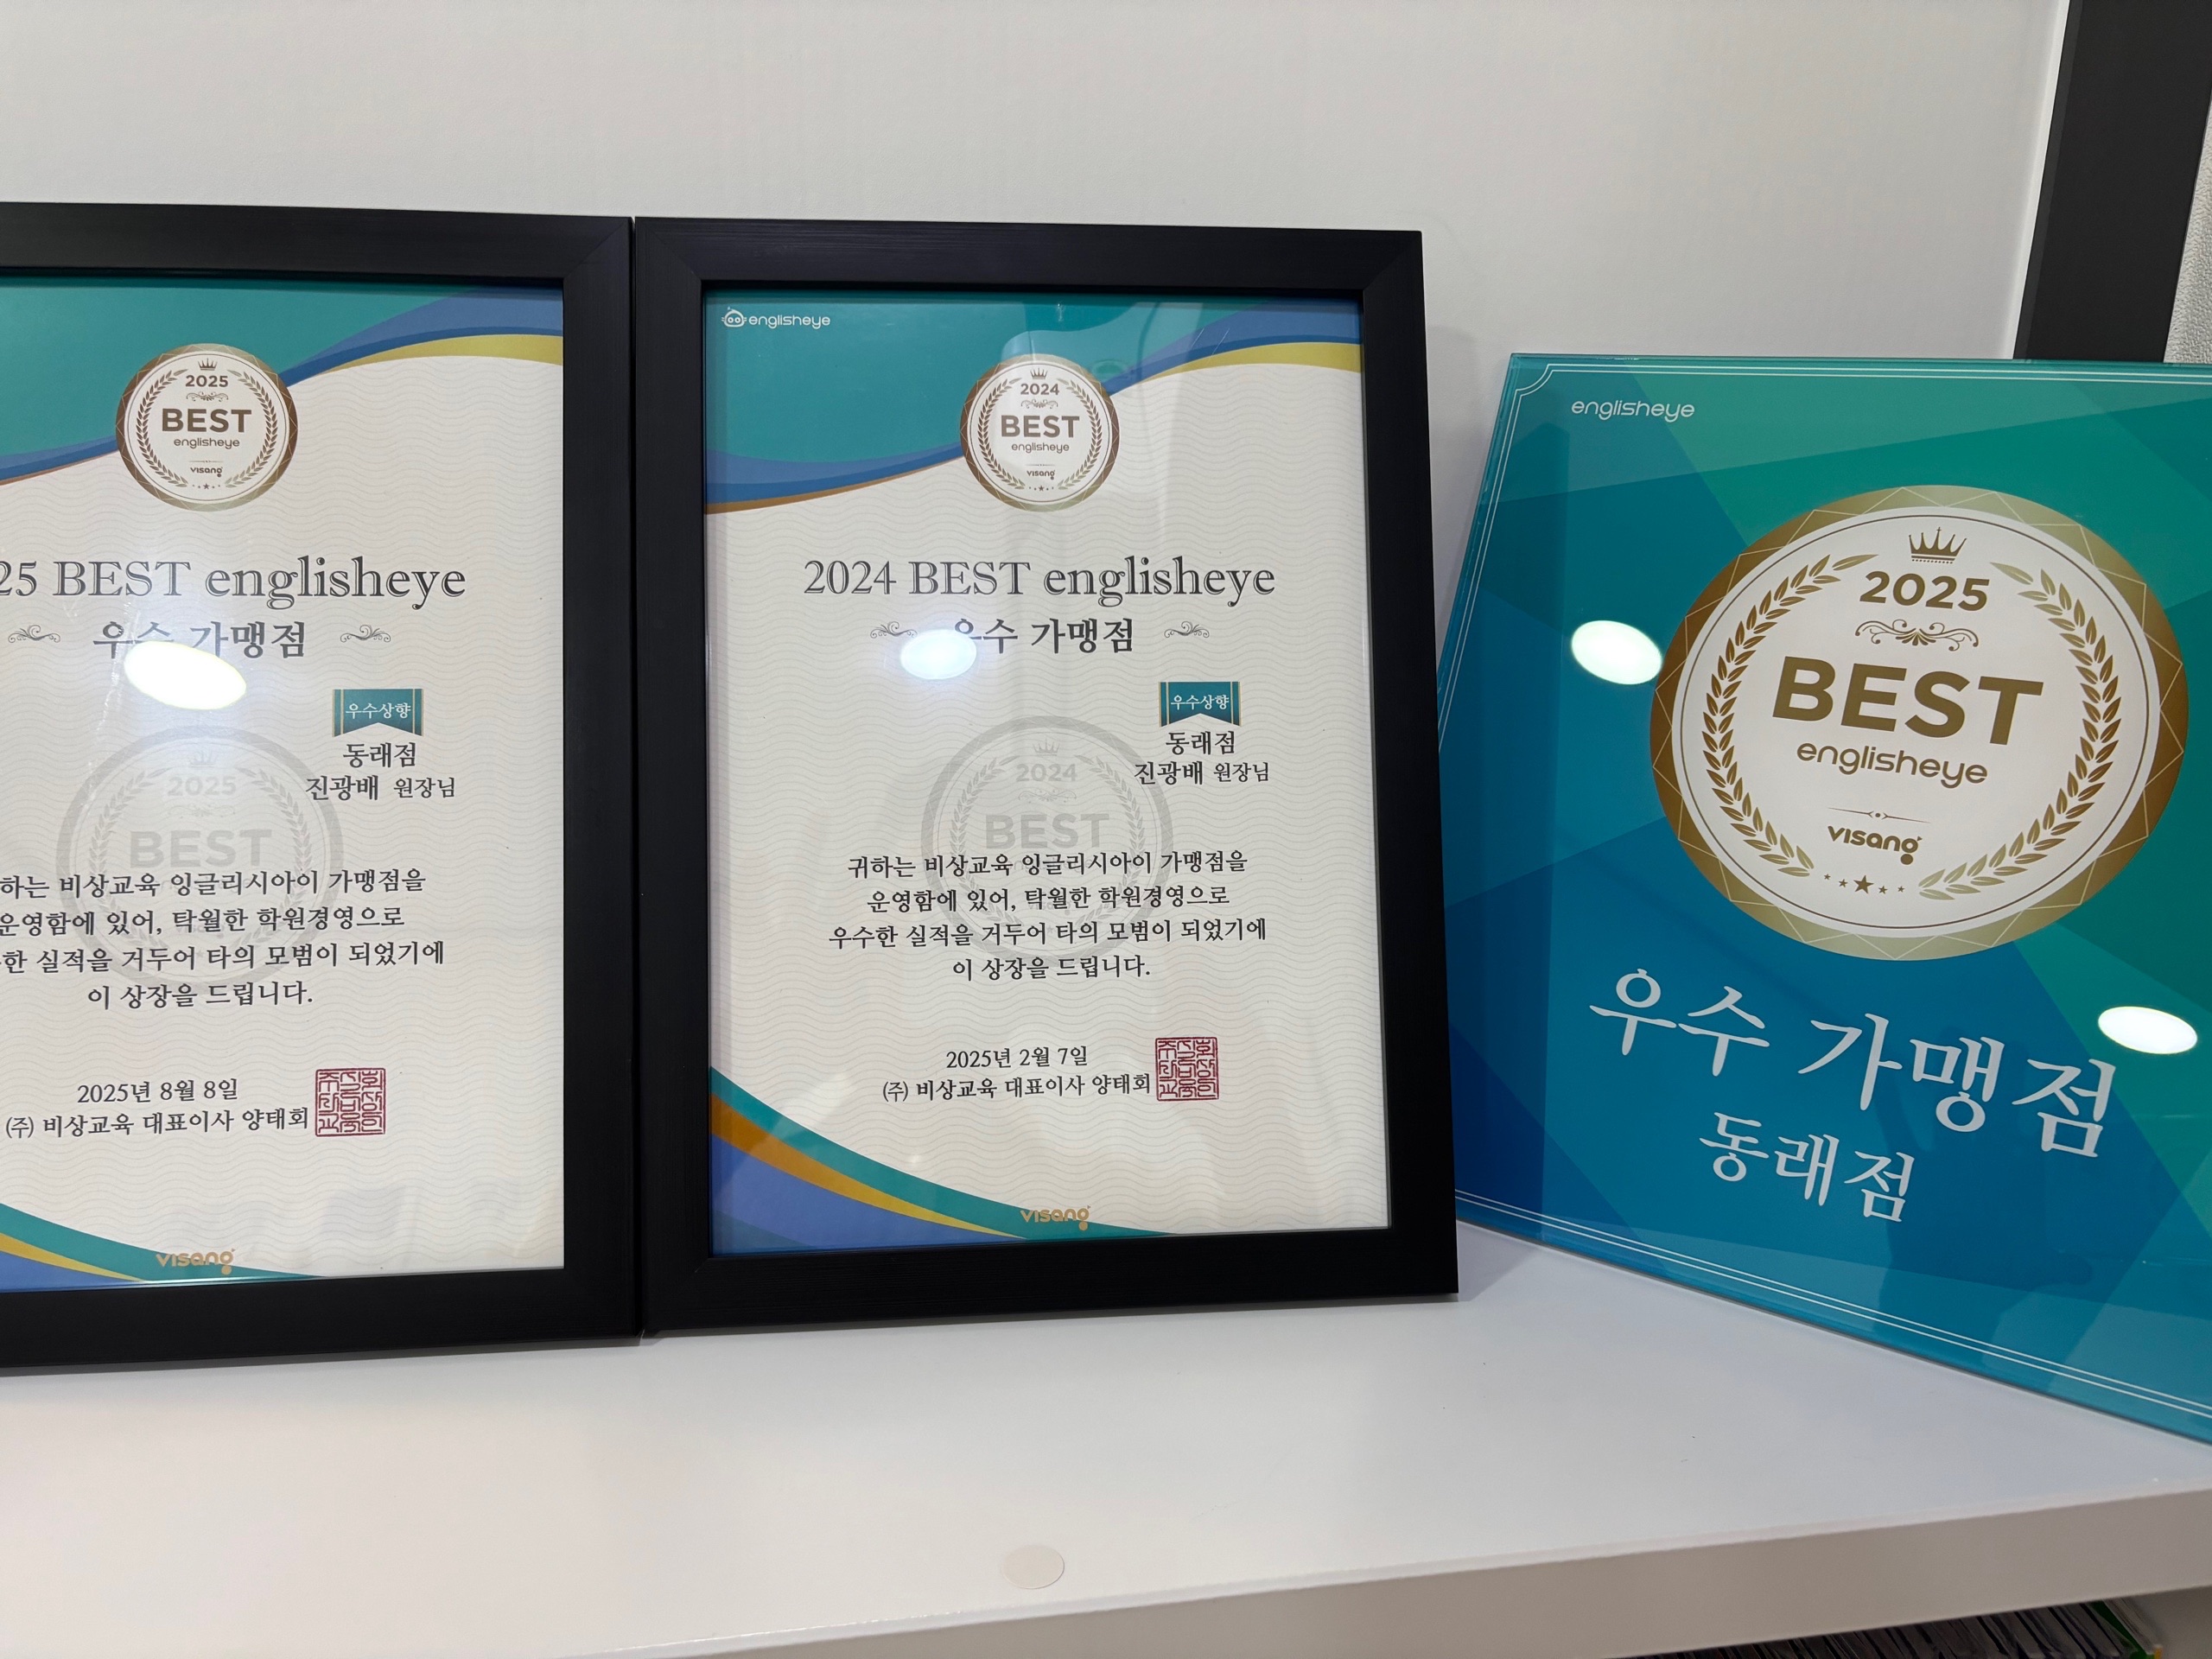 2025
BEST
englisheye
visang
25 BEST englisheye
우수 가맹점
우수상향
동래점
진광배 원장님
2025
BEST
하는 비상교육 잉글리시아이 가맹점을
운영함에 있어, 탁월한 학원경영으로
한 실적을 거두어 타의 모범이 되었기에
이 상장을 드립니다.
2025년 8월 8일
(주) 비상교육 대표이사 양태회
visang
englisheye
2024
BEST
englisheye
visang
2024 BEST englisheye
우수 가맹점
우수상향
동래점
진광배 원장님
2024
BEST
귀하는 비상교육 잉글리시아이 가맹점을
운영함에 있어, 탁월한 학원경영으로
우수한 실적을 거두어 타의 모범이 되었기에
이 상장을 드립니다.
2025년 2월 7일
(주) 비상교육 대표이사 양태회
visang
englisheye
2025
BEST
englisheye
visang
우수 가맹점
동래점